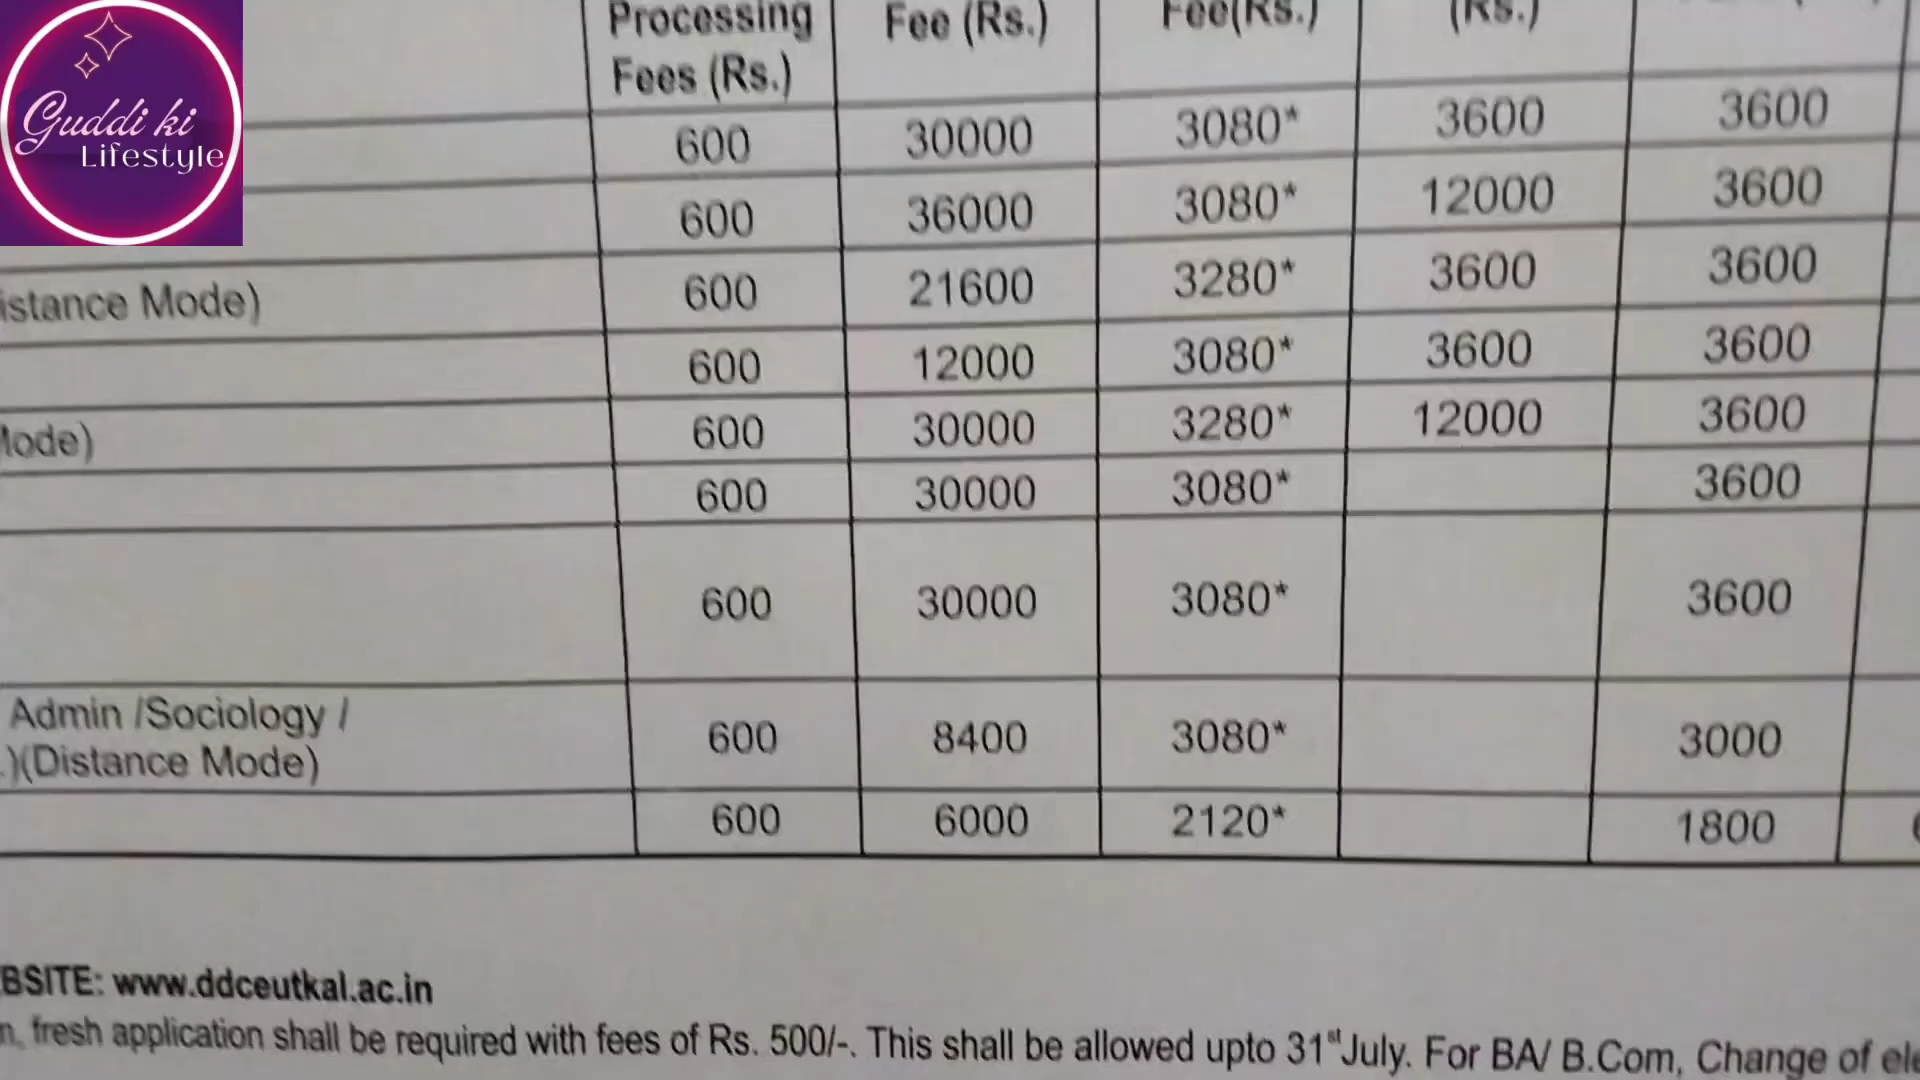 Guddi ki
Lifestyle
Processing Fee (Rs.) Fee(Rs.) (Rs.)
Fees (Rs.)
600 30000 3080* 3600 3600
600 36000 3080* 12000 3600
istance Mode) 600 21600 3280* 3600 3600
600 12000 3080* 3600 3600
Mode) 600 30000 3280* 12000 3600
600 30000 3080* 3600
600 30000 3080* 3600
Admin /Sociology /
.)(Distance Mode) 600 8400 3080* 3000
600 6000 2120* 1800
BSITE: www.ddceutkal.ac.in
n, fresh application shall be required with fees of Rs. 500/-. This shall be allowed upto 31st July. For BA/ B.Com, Change of ele